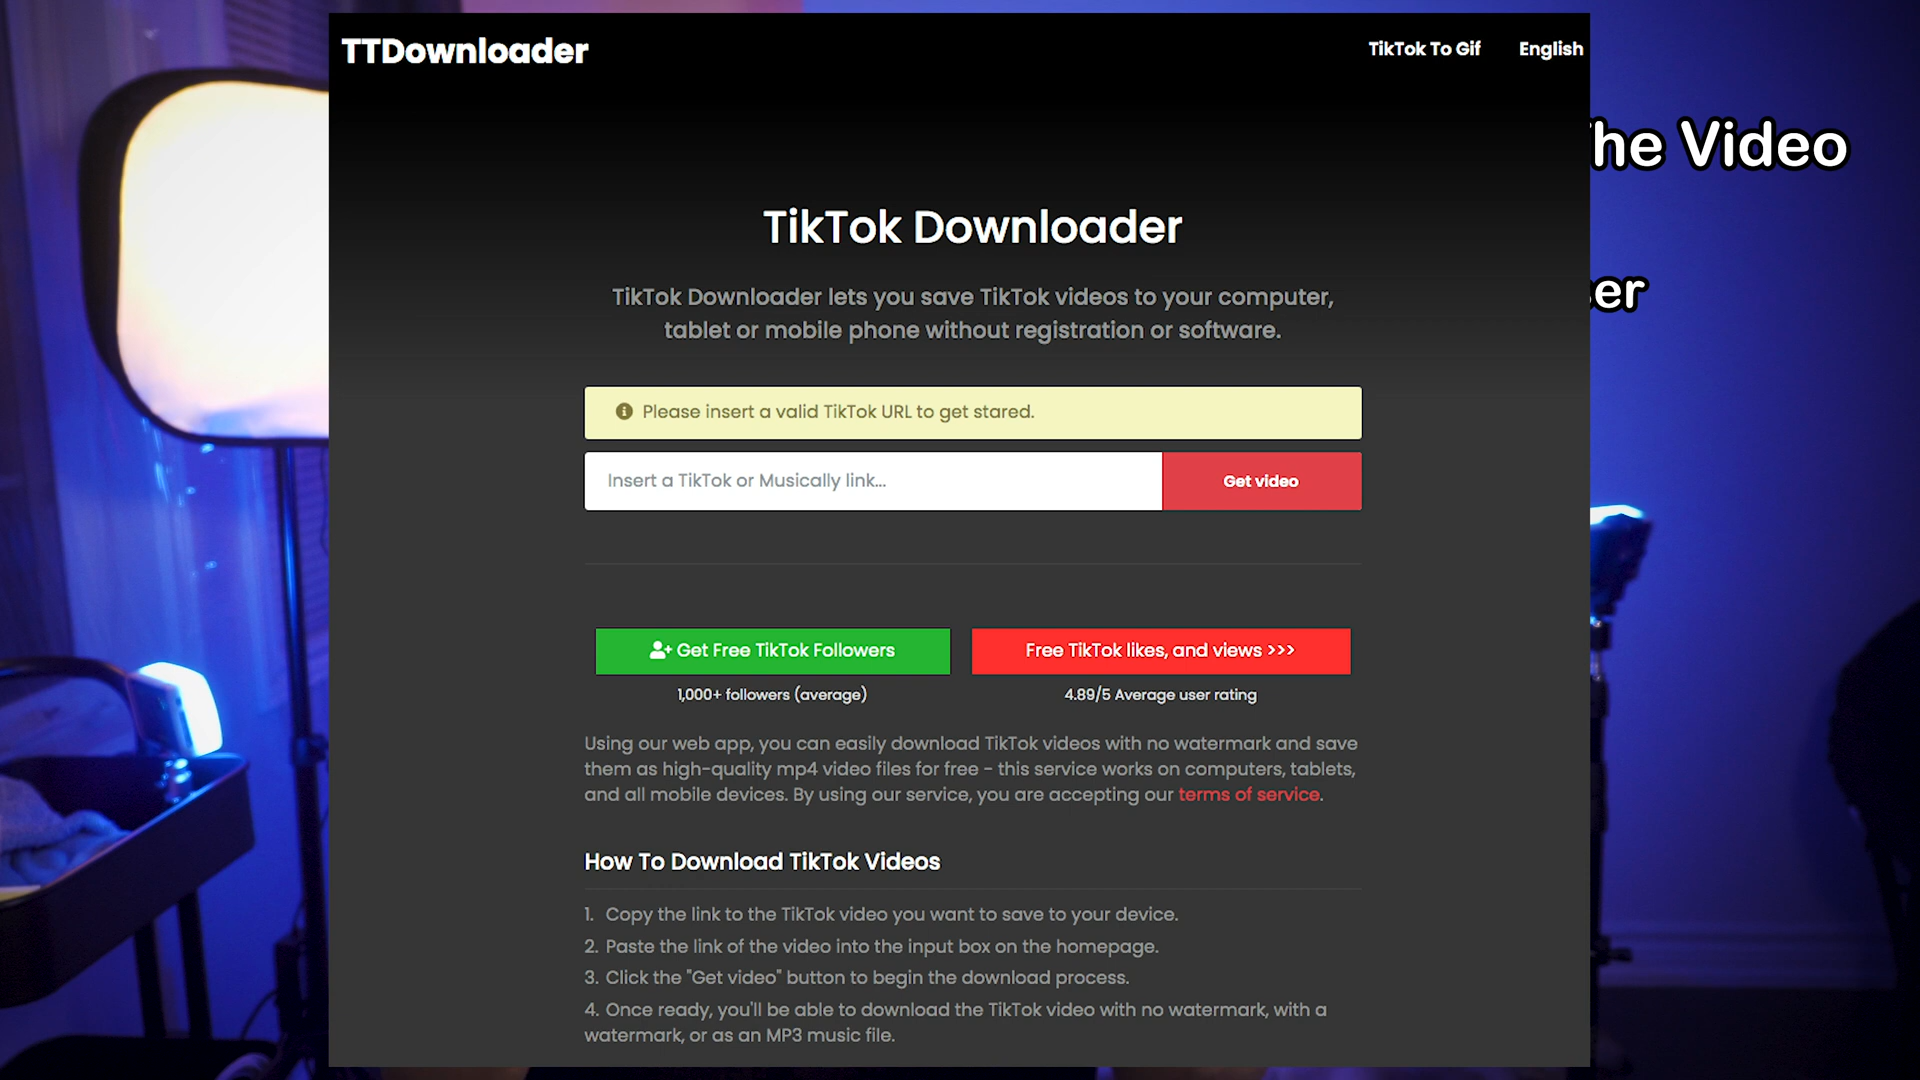 TTDownloader
TikTok To Gif
English
he Video
er
TikTok Downloader
TikTok Downloader lets you save TikTok videos to your computer,
tablet or mobile phone without registration or software.
Please insert a valid TikTok URL to get stared.
Insert a TikTok or Musically link...
Get video
Get Free TikTok Followers
Free TikTok likes, and views >>>
1,000+ followers (average)
4.89/5 Average user rating
Using our web app, you can easily download TikTok videos with no watermark and save
them as high-quality mp4 video files for free - this service works on computers, tablets,
and all mobile devices. By using our service, you are accepting our terms of service.
How To Download TikTok Videos
1. Copy the link to the TikTok video you want to save to your device.
2. Paste the link of the video into the input box on the homepage.
3. Click the "Get video" button to begin the download process.
4. Once ready, you'll be able to download the TikTok video with no watermark, with a
watermark, or as an MP3 music file.